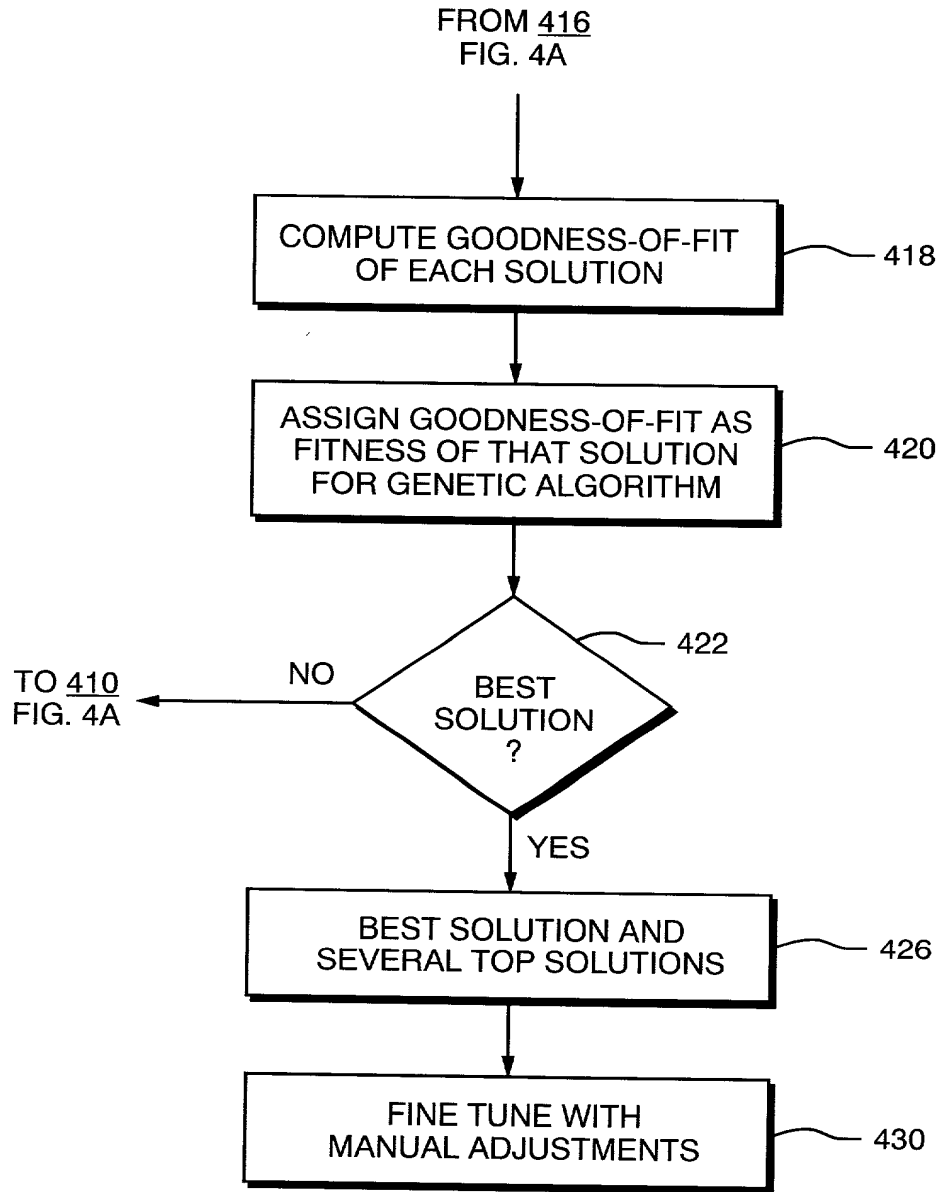 FROM 416
FIG. 4A
COMPUTE GOODNESS-OF-FIT
OF EACH SOLUTION
418
ASSIGN GOODNESS-OF-FIT AS
FITNESS OF THAT SOLUTION
FOR GENETIC ALGORITHM
420
422
NO
TO 410
FIG. 4A
BEST
SOLUTION
?
YES
BEST SOLUTION AND
SEVERAL TOP SOLUTIONS
426
FINE TUNE WITH
MANUAL ADJUSTMENTS
430